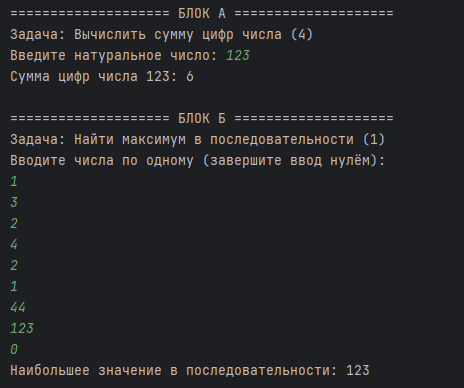 ==================== БЛОК А ====================
Задача: Вычислить сумму цифр числа (4)
Введите натуральное число: 123
Сумма цифр числа 123: 6
==================== БЛОК Б ====================
Задача: Найти максимум в последовательности (1)
Вводите числа по одному (завершите ввод нулём):
1
3
2
4
2
1
44
123
0
Наибольшее значение в последовательности: 123